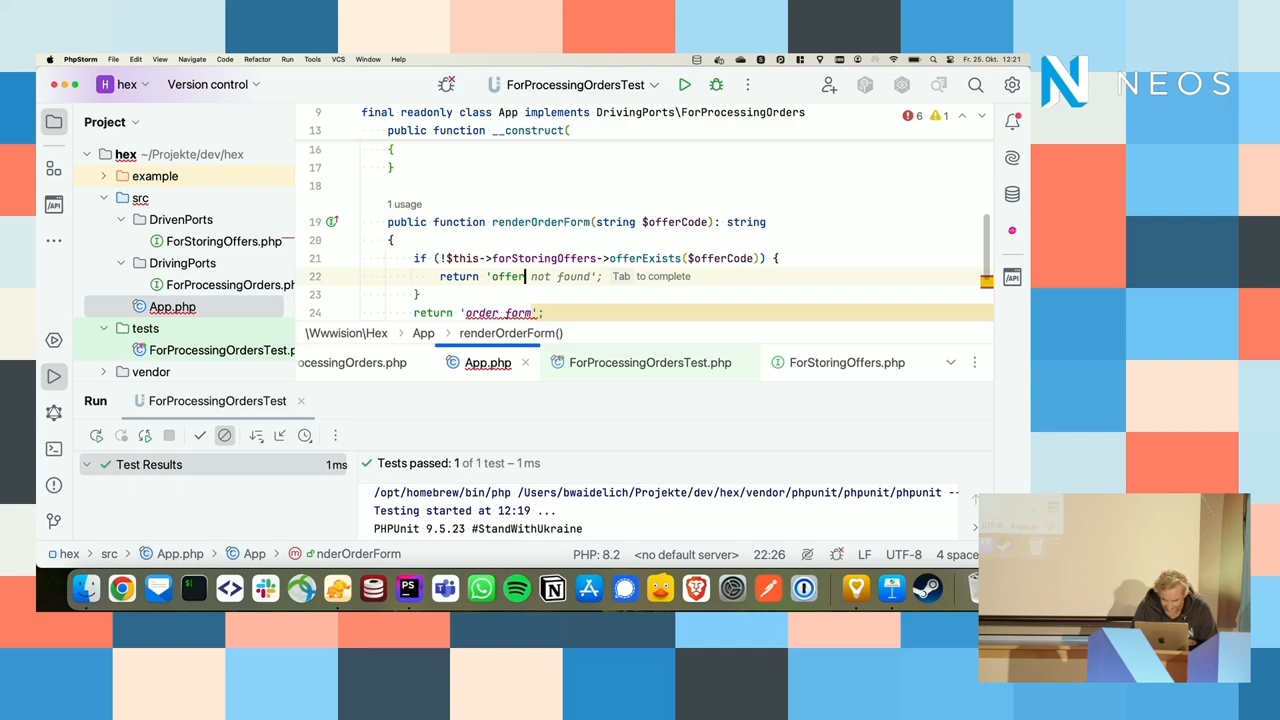 PhpStorm File Edit View Navigate Code Refactor Run Tools VCS Window Help
Fr. 25. Okt. 12:21
NEOS
H hex Version control
ForProcessingOrdersTest
Project
hex ~/Projekte/dev/hex
example
src
DrivenPorts
ForStoringOffers.php
DrivingPorts
ForProcessingOrders.ph
App.php
tests
ForProcessingOrdersTest.p
vendor
9 final readonly class App implements DrivingPorts\ForProcessingOrders
6 1
13 public function __construct(
16 {
17 }
18
1 usage
19 public function renderOrderForm(string $offerCode): string
20 {
21 if (!$this->forStoringOffers->offerExists($offerCode)) {
22 return 'offer not found'; Tab to complete
23 }
24 return 'order form';
\Wwwision\Hex App renderOrderForm()
ocessingOrders.php App.php ForProcessingOrdersTest.php ForStoringOffers.php
Run ForProcessingOrdersTest
Test Results 1ms
Tests passed: 1 of 1 test – 1ms
/opt/homebrew/bin/php /Users/bwaidelich/Projekte/dev/hex/vendor/phpunit/phpunit/phpunit --
Testing started at 12:19 ...
PHPUnit 9.5.23 #StandWithUkraine
hex src App.php App nderOrderForm
PHP: 8.2 <no default server> 22:26 LF UTF-8 4 space